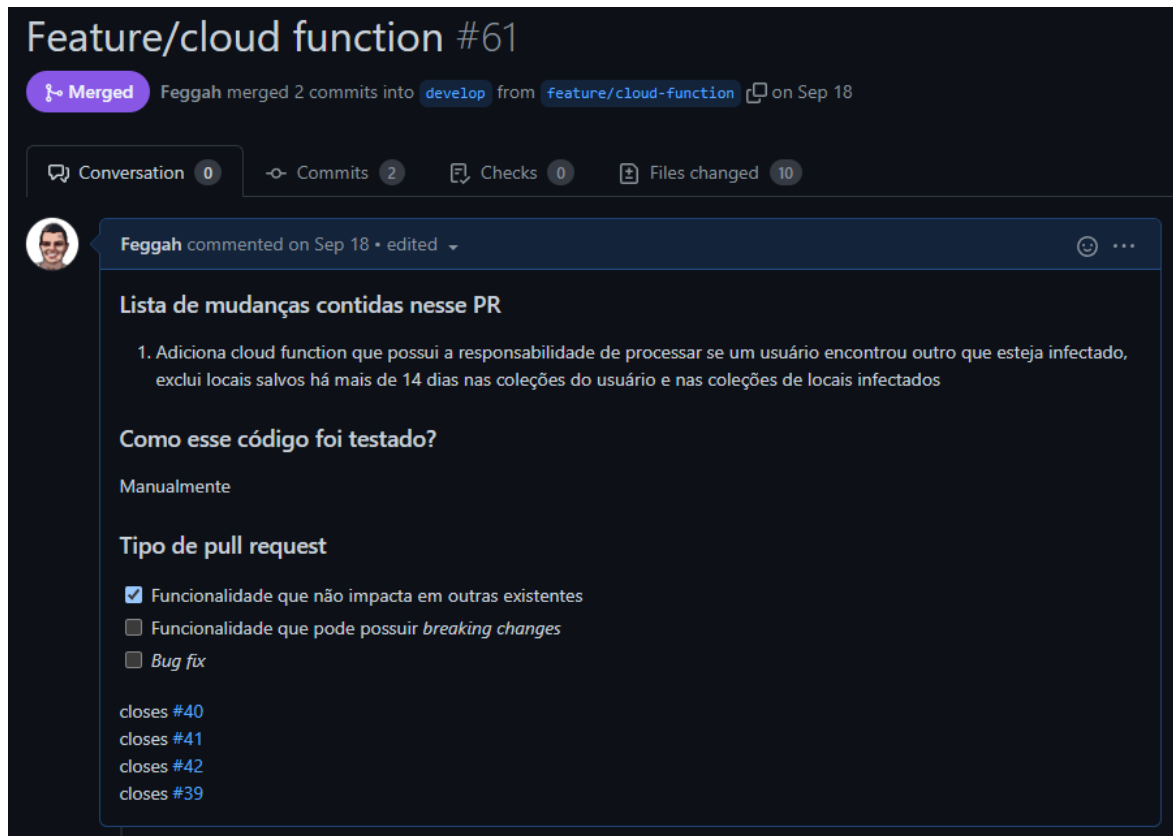 Feature/cloud function #61
Merged Feggah merged 2 commits into develop from feature/cloud-function on Sep 18
Conversation 0 Commits 2 Checks 0 Files changed 10
Feggah commented on Sep 18 • edited
Lista de mudanças contidas nesse PR
1. Adiciona cloud function que possui a responsabilidade de processar se um usuário encontrou outro que esteja infectado,
exclui locais salvos há mais de 14 dias nas coleções do usuário e nas coleções de locais infectados
Como esse código foi testado?
Manualmente
Tipo de pull request
Funcionalidade que não impacta em outras existentes
Funcionalidade que pode possuir breaking changes
Bug fix
closes #40
closes #41
closes #42
closes #39